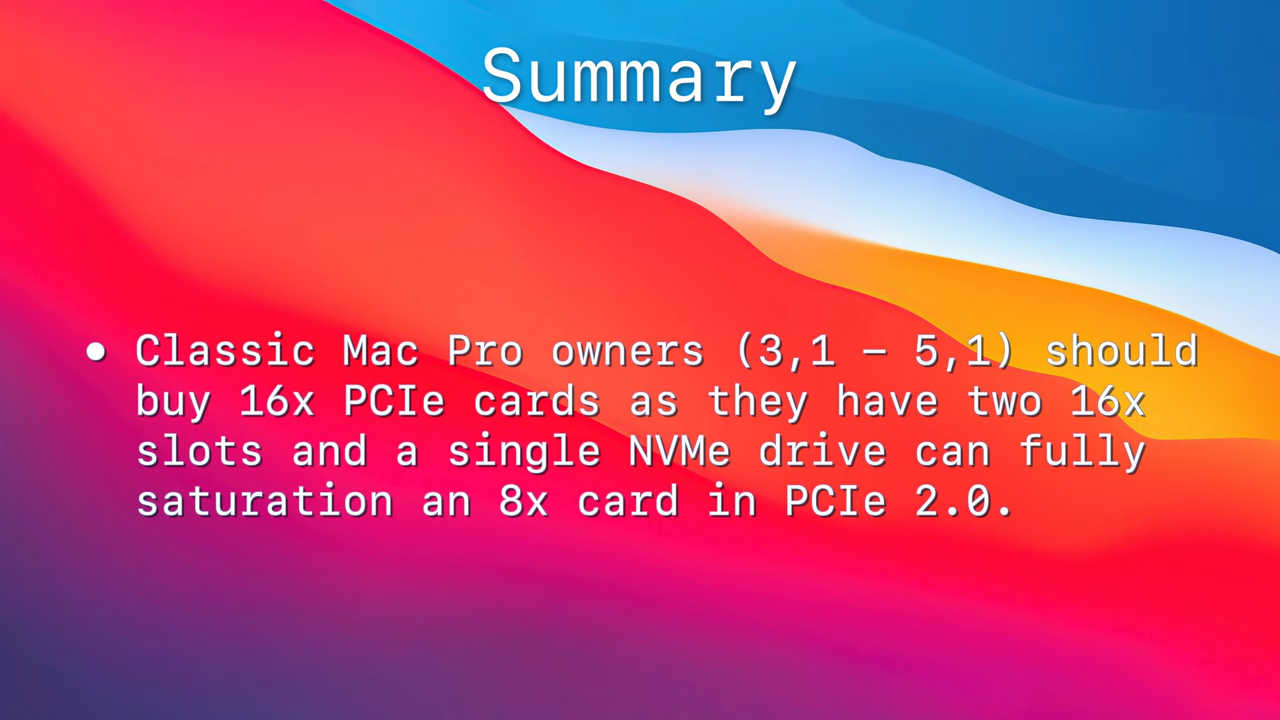 Summary
• Classic Mac Pro owners (3,1 – 5,1) should
buy 16x PCIe cards as they have two 16x
slots and a single NVMe drive can fully
saturation an 8x card in PCIe 2.0.